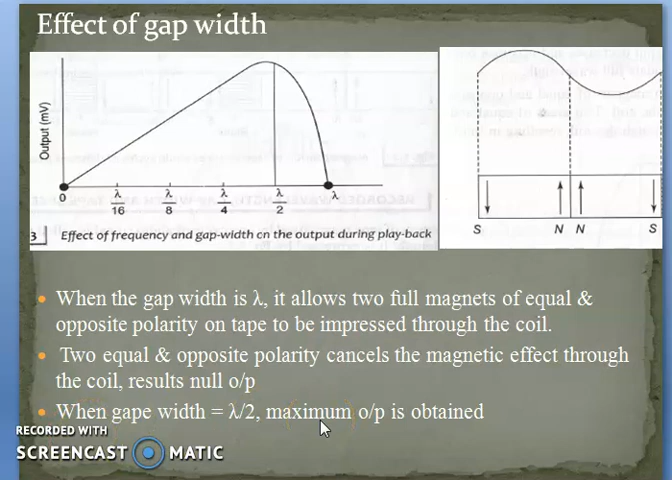 Effect of gap width
Output (mV)
0
λ/16
λ/8
λ/4
λ/2
λ
3 Effect of frequency and gap-width on the output during play-back
S N N S
• When the gap width is λ, it allows two full magnets of equal &
opposite polarity on tape to be impressed through the coil.
• Two equal & opposite polarity cancels the magnetic effect through
the coil, results null o/p
• When gape width = λ/2, maximum o/p is obtained
RECORDED WITH
SCREENCAST MATIC